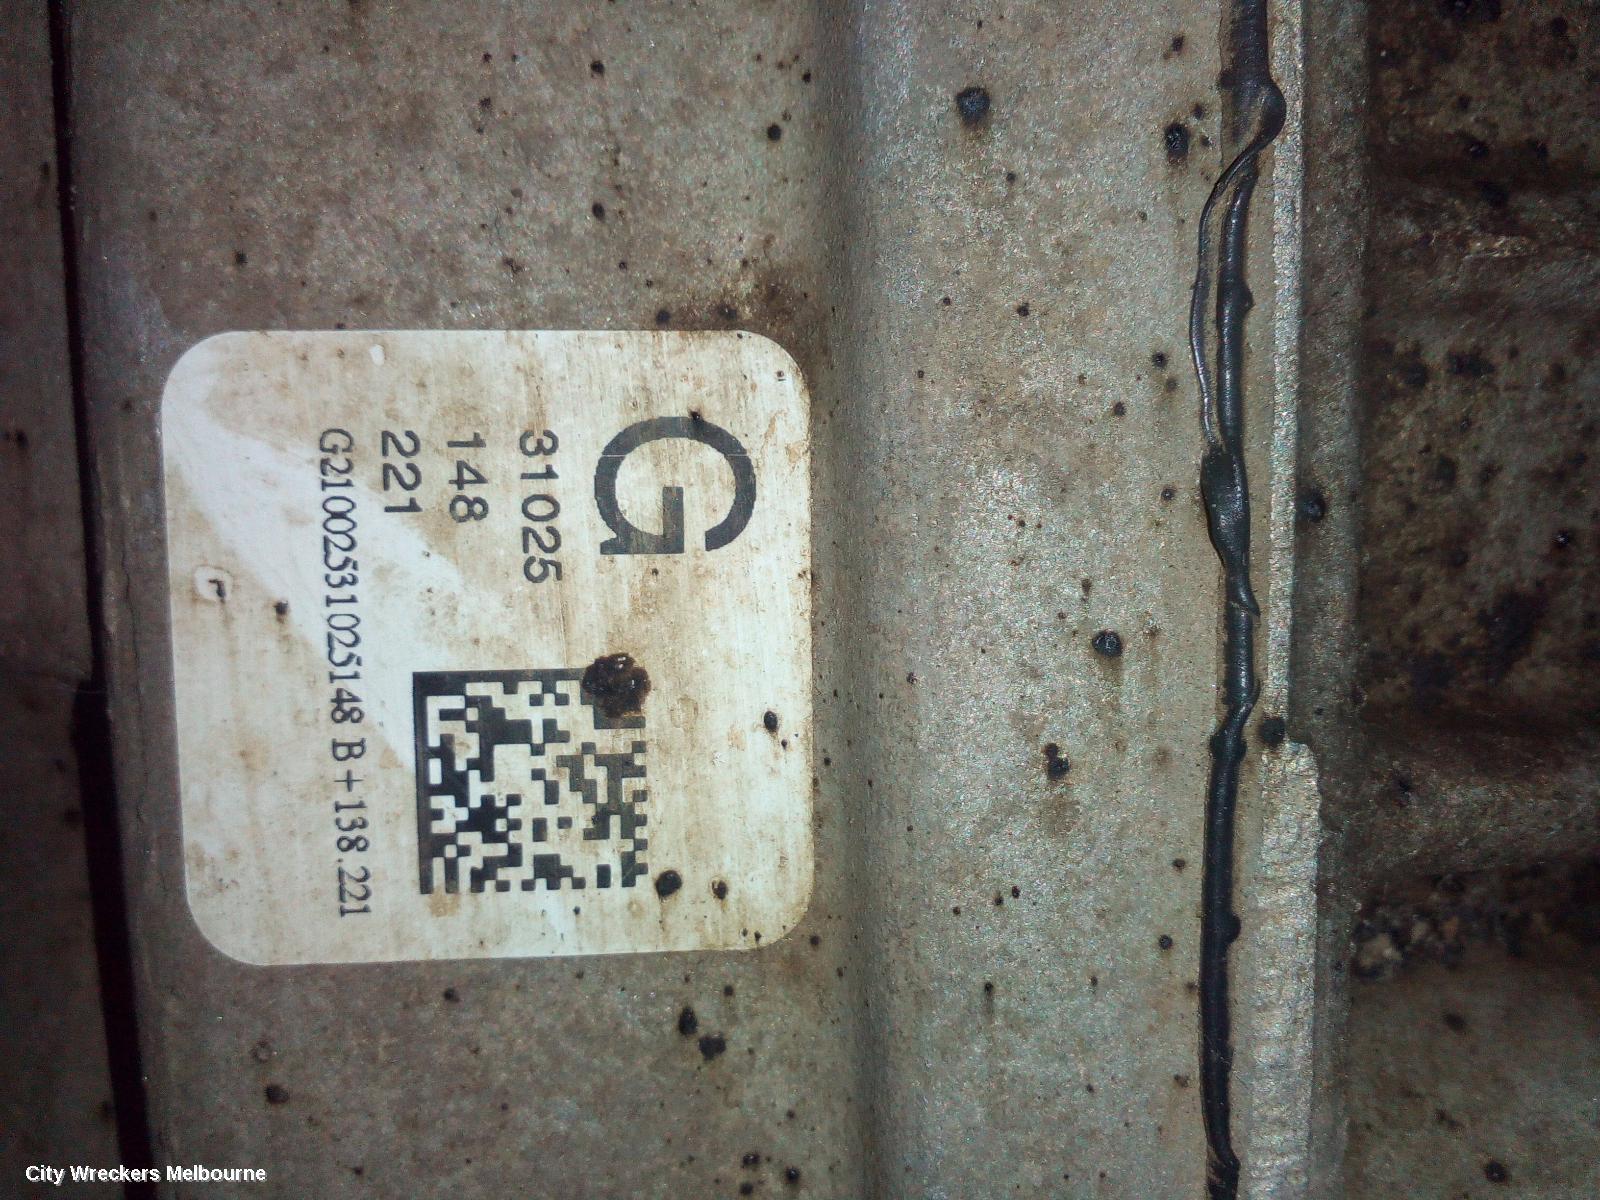 G
31025
148
221
G21002531025148 B+138.221
City Wreckers Melbourne